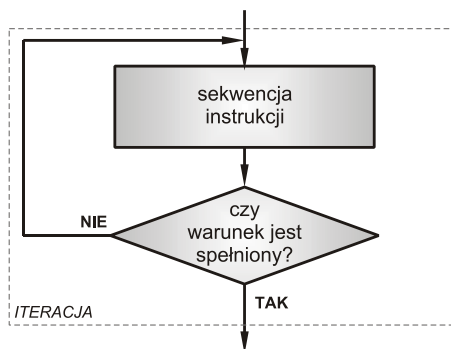 sekwencja
instrukcji
czy
warunek jest
spełniony?
NIE
TAK
ITERACJA